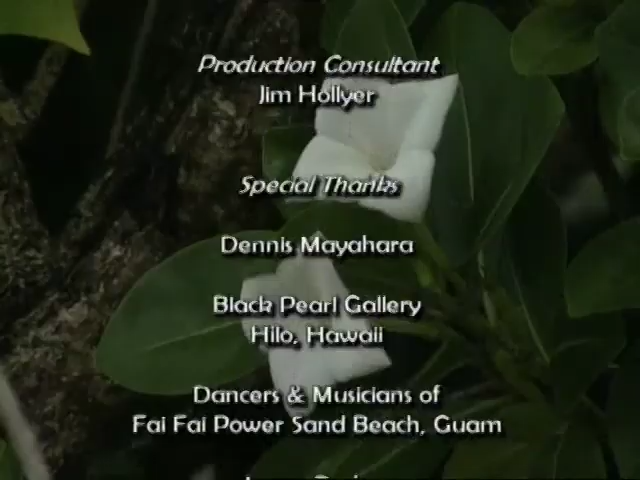 Production Consultant
Jim Hollyer
Special Thanks
Dennis Mayahara
Black Pearl Gallery
Hilo, Hawaii
Dancers & Musicians of
Fai Fai Power Sand Beach, Guam